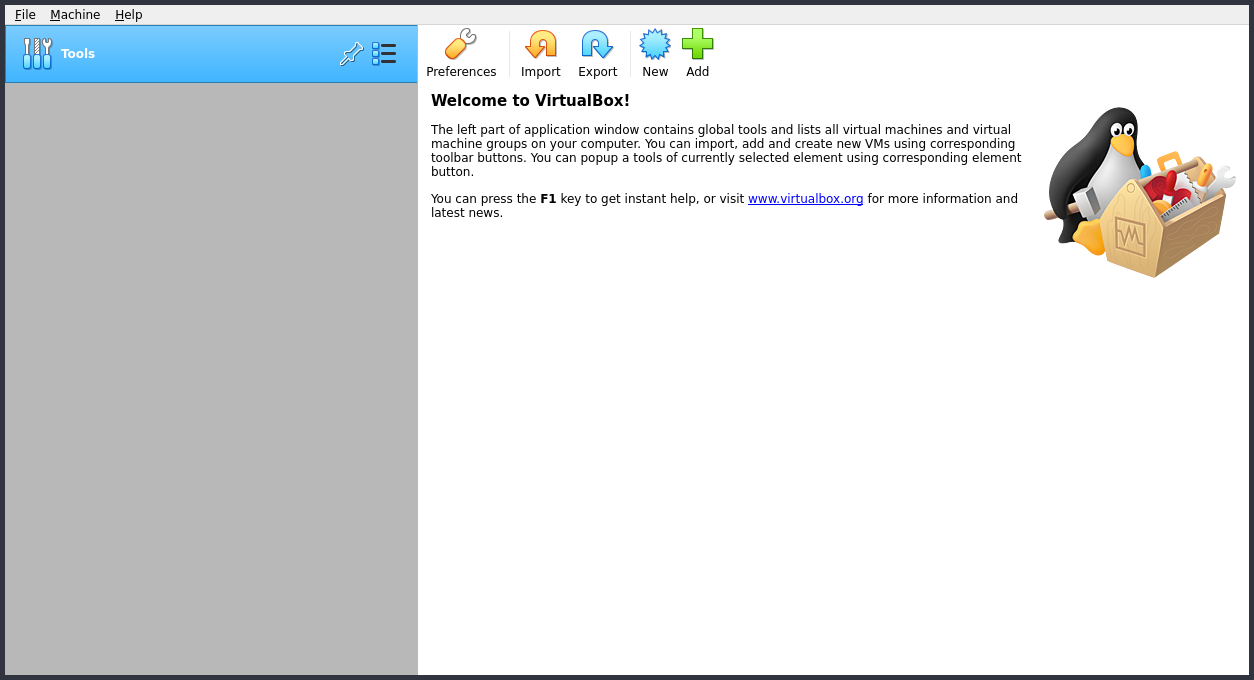 File Machine Help
Tools
Preferences Import Export New Add
Welcome to VirtualBox!
The left part of application window contains global tools and lists all virtual machines and virtual
machine groups on your computer. You can import, add and create new VMs using corresponding
toolbar buttons. You can popup a tools of currently selected element using corresponding element
button.
You can press the F1 key to get instant help, or visit www.virtualbox.org for more information and
latest news.